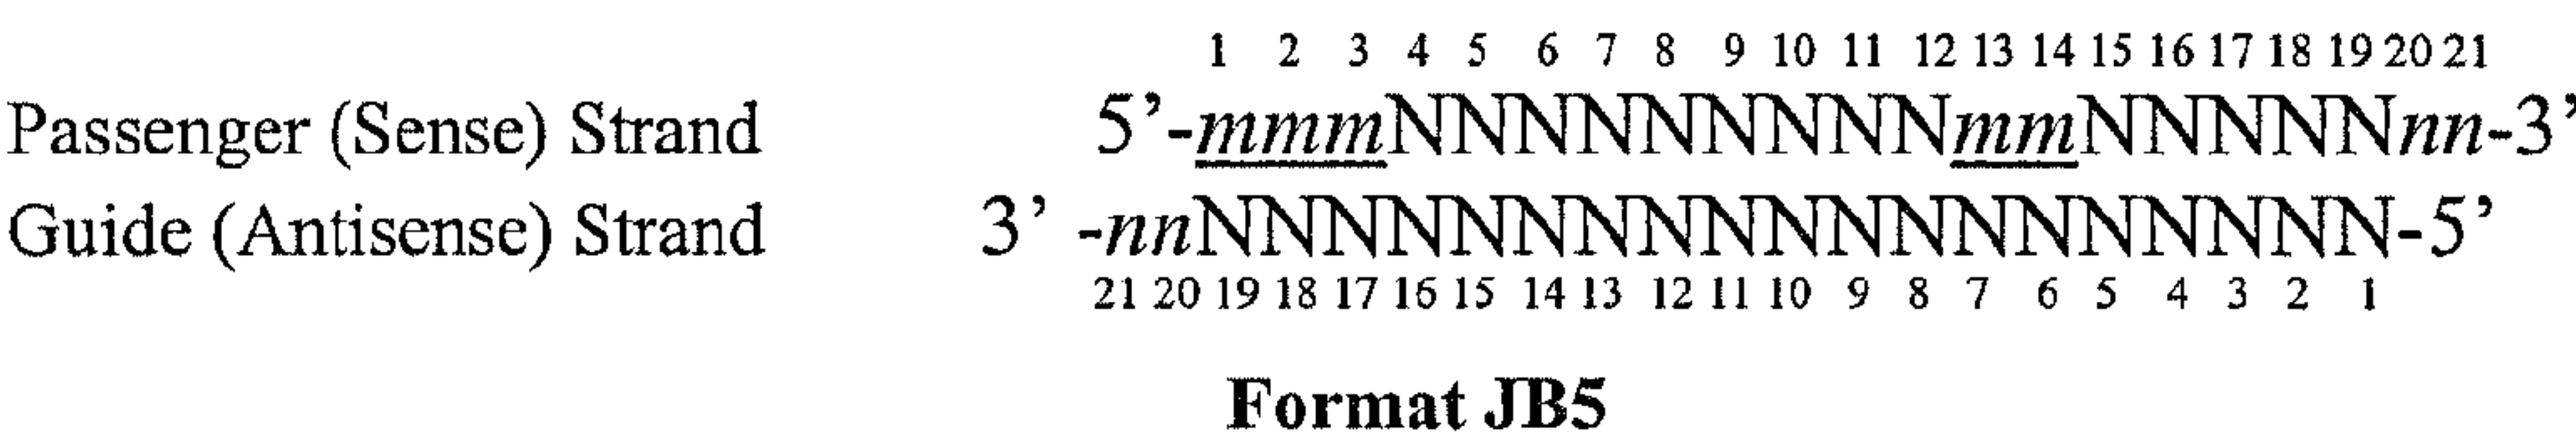 1 2 3 4 5 6 7 8 9 10 11 12 13 14 15 16 17 18 19 20 21
Passenger (Sense) Strand 5’-mmmNNNNNNNNNmmNNNNNnn-3’
Guide (Antisense) Strand 3’ -nnNNNNNNNNNNNNNNNNNNN-5’
21 20 19 18 17 16 15 14 13 12 11 10 9 8 7 6 5 4 3 2 1
Format JB5